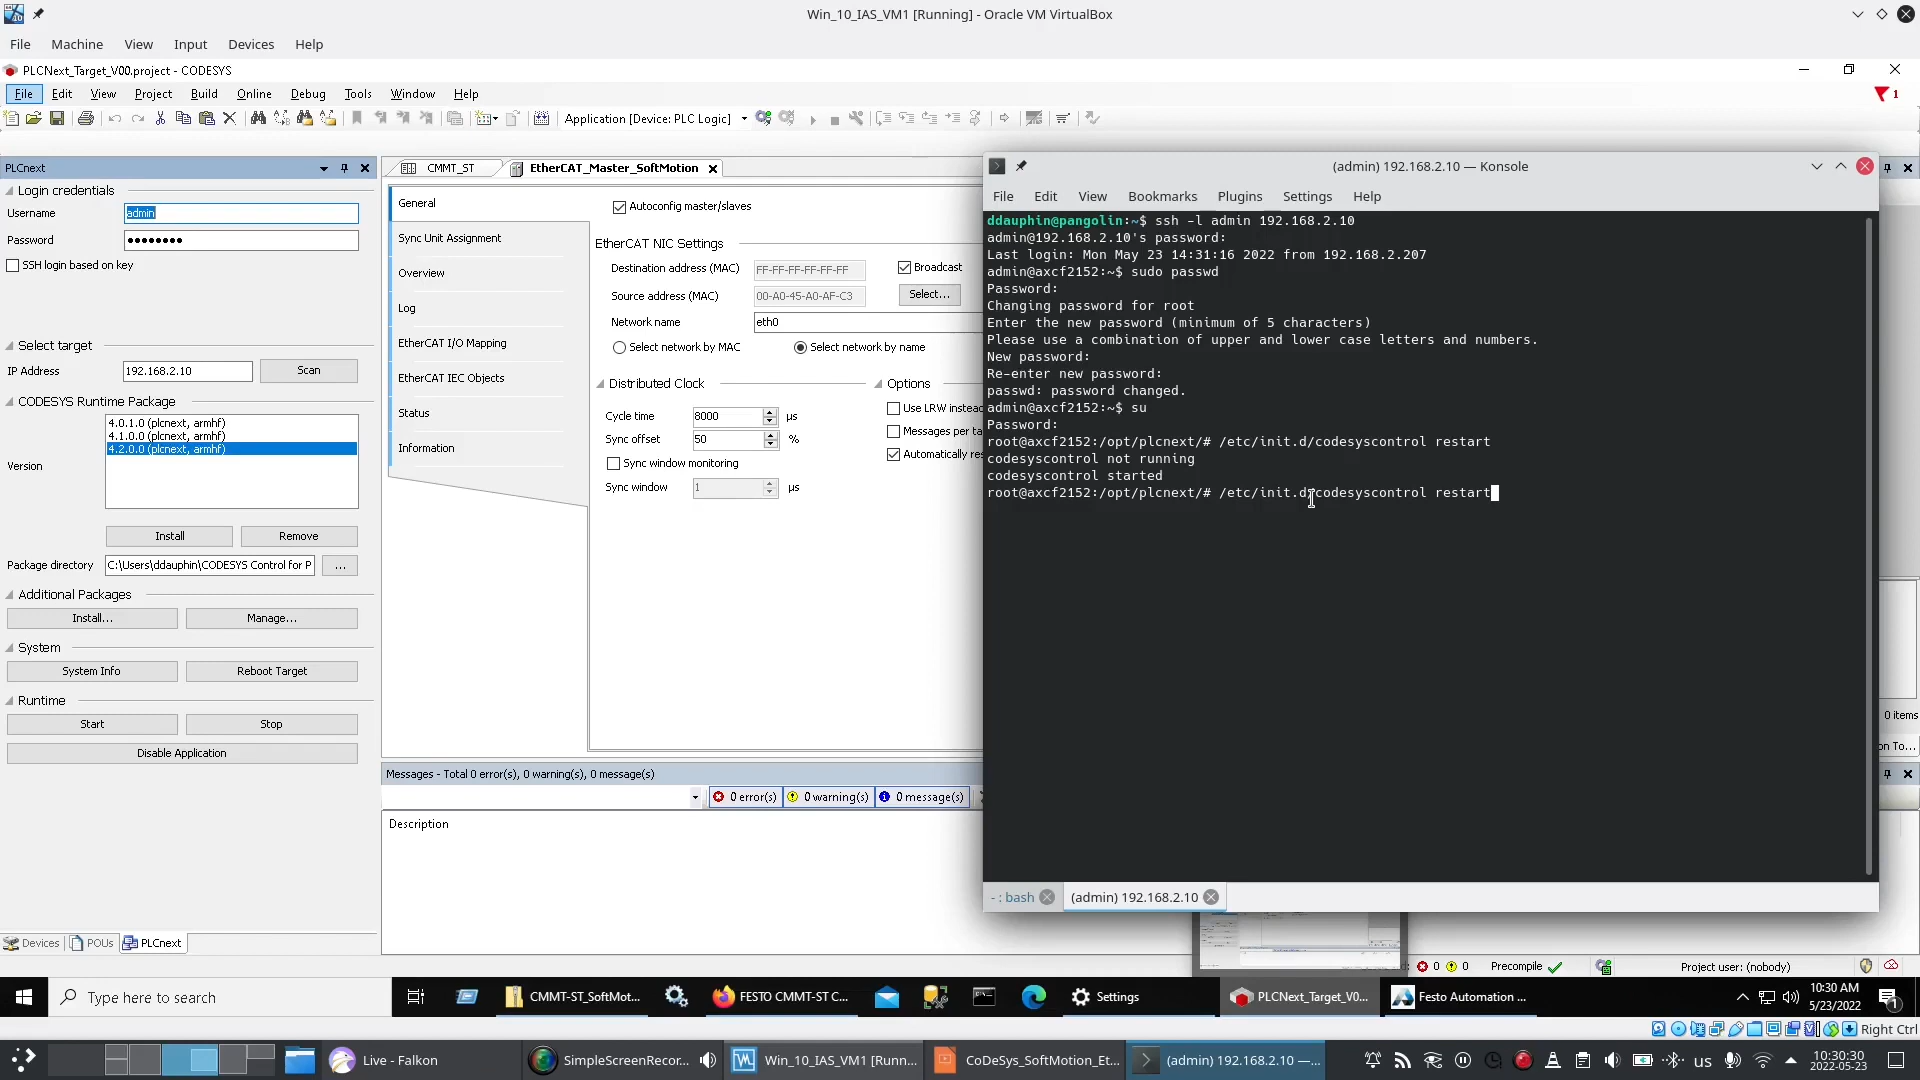 Win_10_IAS_VM1 [Running] - Oracle VM VirtualBox
File Machine View Input Devices Help
PLCNext_Target_V00.project - CODESYS
File Edit View Project Build Online Debug Tools Window Help
1
Application [Device: PLC Logic]
PLCnext
Login credentials
Username admin
Password ••••••••
SSH login based on key
Select target
IP Address 192.168.2.10 Scan
CODESYS Runtime Package
4.0.1.0 (plcnext, armhf)
4.1.0.0 (plcnext, armhf)
4.2.0.0 (plcnext, armhf)
Version
Install Remove
Package directory C:\Users\ddauphin\CODESYS Control for P ...
Additional Packages
Install... Manage...
System
System Info Reboot Target
Runtime
Start Stop
Disable Application
Devices POUs PLCnext
CMMT_ST EtherCAT_Master_SoftMotion
General
Sync Unit Assignment
Overview
Log
EtherCAT I/O Mapping
EtherCAT IEC Objects
Status
Information
Autoconfig master/slaves
EtherCAT NIC Settings
Destination address (MAC) FF-FF-FF-FF-FF-FF Broadcast
Source address (MAC) 00-A0-45-A0-AF-C3 Select...
Network name eth0
Select network by MAC Select network by name
Distributed Clock
Cycle time 8000 µs
Sync offset 50 %
Sync window monitoring
Sync window 1 µs
Options
Use LRW instead
Messages per ta
Automatically res
Messages - Total 0 error(s), 0 warning(s), 0 message(s)
0 error(s) 0 warning(s) 0 message(s)
Description
(admin) 192.168.2.10 — Konsole
File Edit View Bookmarks Plugins Settings Help
ddauphin@pangolin:~$ ssh -l admin 192.168.2.10
admin@192.168.2.10's password:
Last login: Mon May 23 14:31:16 2022 from 192.168.2.207
admin@axcf2152:~$ sudo passwd
Password:
Changing password for root
Enter the new password (minimum of 5 characters)
Please use a combination of upper and lower case letters and numbers.
New password:
Re-enter new password:
passwd: password changed.
admin@axcf2152:~$ su
Password:
root@axcf2152:/opt/plcnext/# /etc/init.d/codesyscontrol restart
codesyscontrol not running
codesyscontrol started
root@axcf2152:/opt/plcnext/# /etc/init.d/codesyscontrol restart
- : bash (admin) 192.168.2.10
0 items
on To...
0 0 Precompile Project user: (nobody)
Type here to search
CMMT-ST_SoftMot... FESTO CMMT-ST C... Settings PLCNext_Target_V0... Festo Automation ...
10:30 AM
5/23/2022
1
Right Ctrl
Live - Falkon SimpleScreenRecor... Win_10_IAS_VM1 [Runn... CoDeSys_SoftMotion_Et... (admin) 192.168.2.10 —...
us
10:30:30
2022-05-23